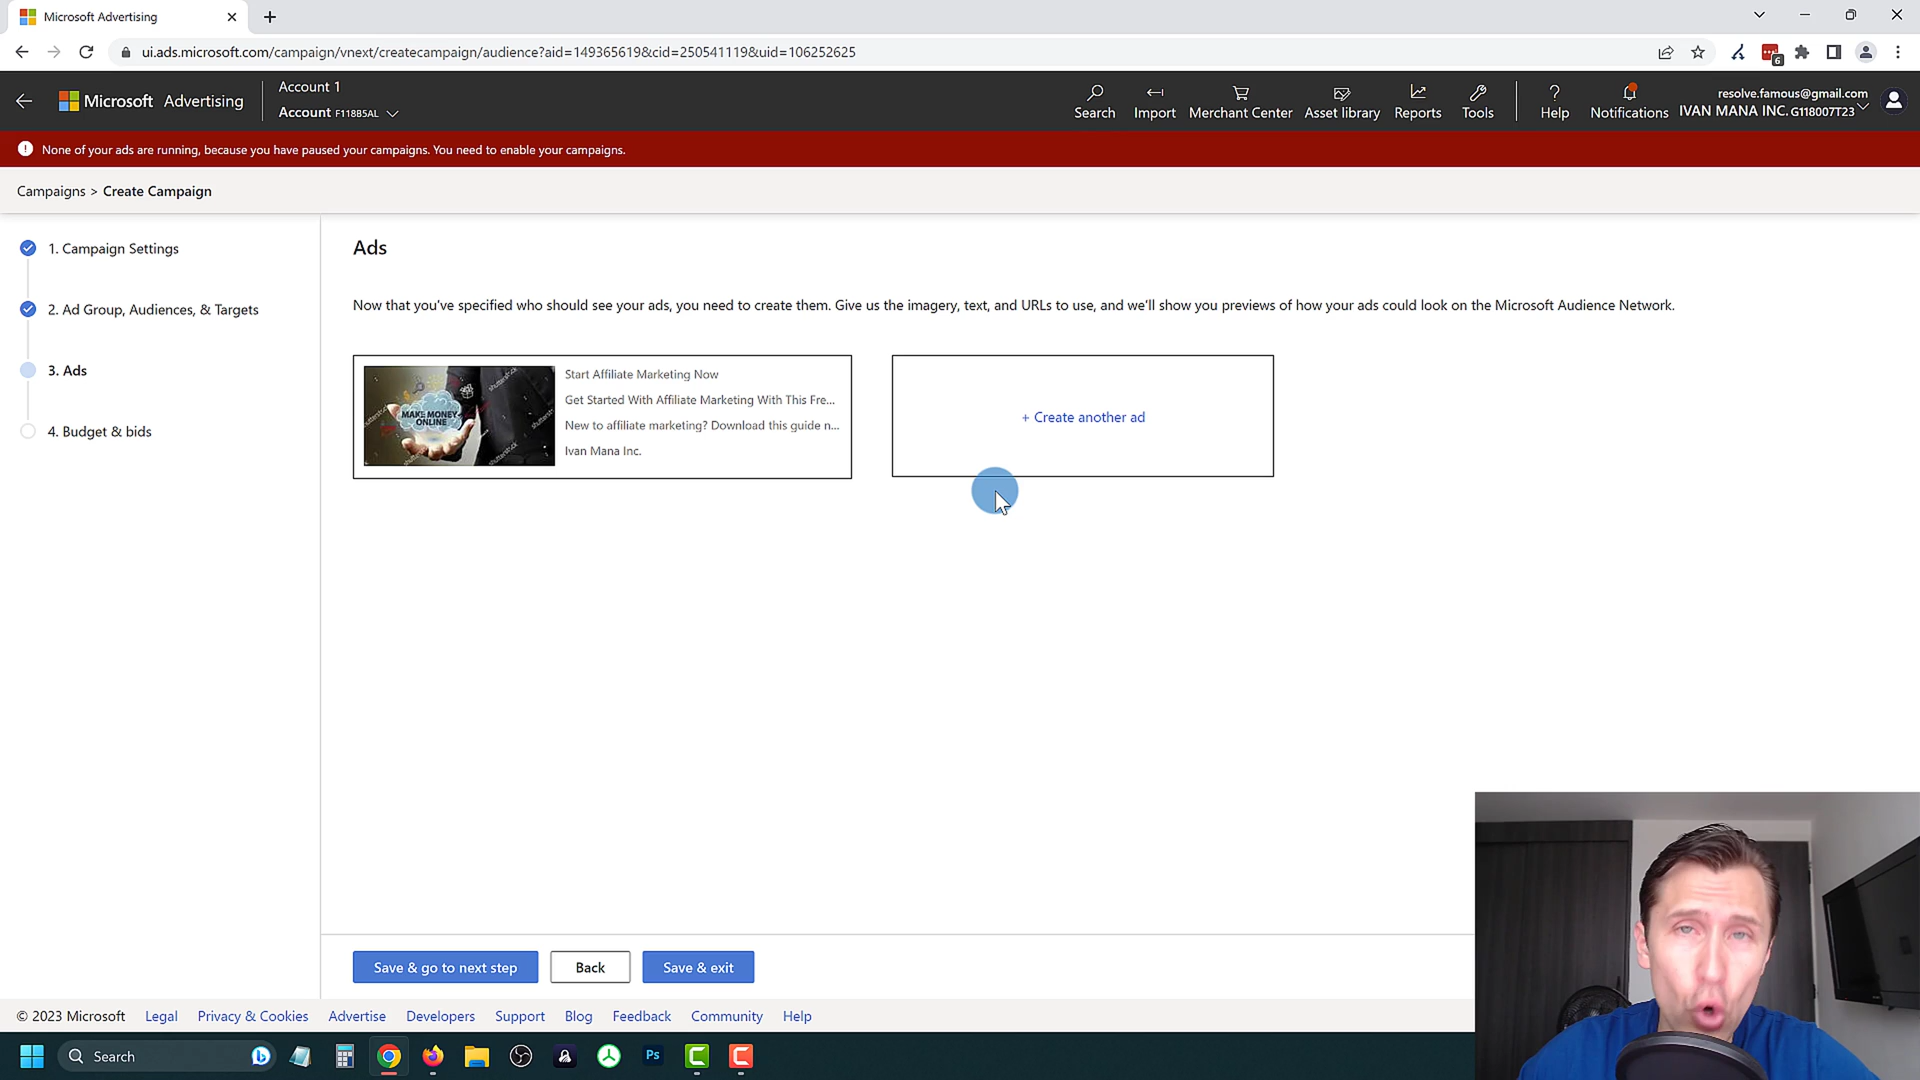 Microsoft Advertising
ui.ads.microsoft.com/campaign/vnext/createcampaign/audience?aid=149365619&cid=250541119&uid=106252625
6
Microsoft Advertising
Account 1
Account F118B5AL
Search
Import
Merchant Center
Asset library
Reports
Tools
Help
Notifications
resolve.famous@gmail.com
IVAN MANA INC. G118007T23
None of your ads are running, because you have paused your campaigns. You need to enable your campaigns.
Campaigns > Create Campaign
1. Campaign Settings
2. Ad Group, Audiences, & Targets
3. Ads
4. Budget & bids
Ads
Now that you've specified who should see your ads, you need to create them. Give us the imagery, text, and URLs to use, and we'll show you previews of how your ads could look on the Microsoft Audience Network.
MAKE MONEY
ONLINE
shutterstock
Start Affiliate Marketing Now
Get Started With Affiliate Marketing With This Fre...
New to affiliate marketing? Download this guide n...
Ivan Mana Inc.
+ Create another ad
Save & go to next step
Back
Save & exit
© 2023 Microsoft
Legal
Privacy & Cookies
Advertise
Developers
Support
Blog
Feedback
Community
Help
Search
Ps